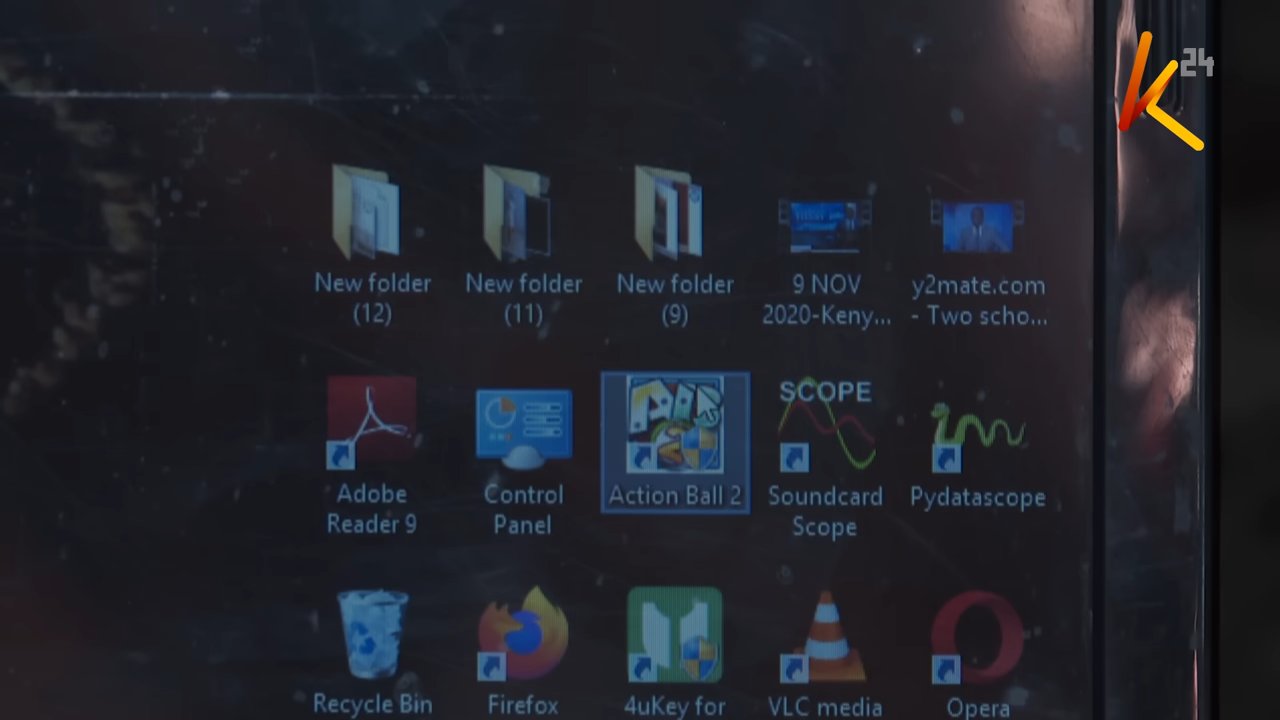 K24
New folder
(12)
New folder
(11)
New folder
(9)
9 NOV
2020-Keny...
y2mate.com
- Two scho...
Adobe
Reader 9
Control
Panel
Action Ball 2
SCOPE
Soundcard
Scope
Pydatascope
Recycle Bin
Firefox
4uKey for
VLC media
Opera